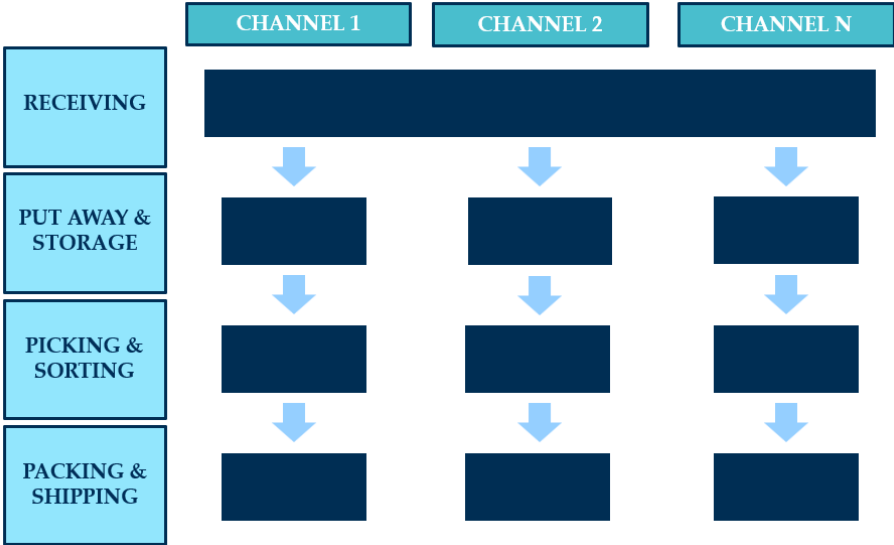 CHANNEL 1
CHANNEL 2
CHANNEL N
RECEIVING
PUT AWAY &
STORAGE
PICKING &
SORTING
PACKING &
SHIPPING